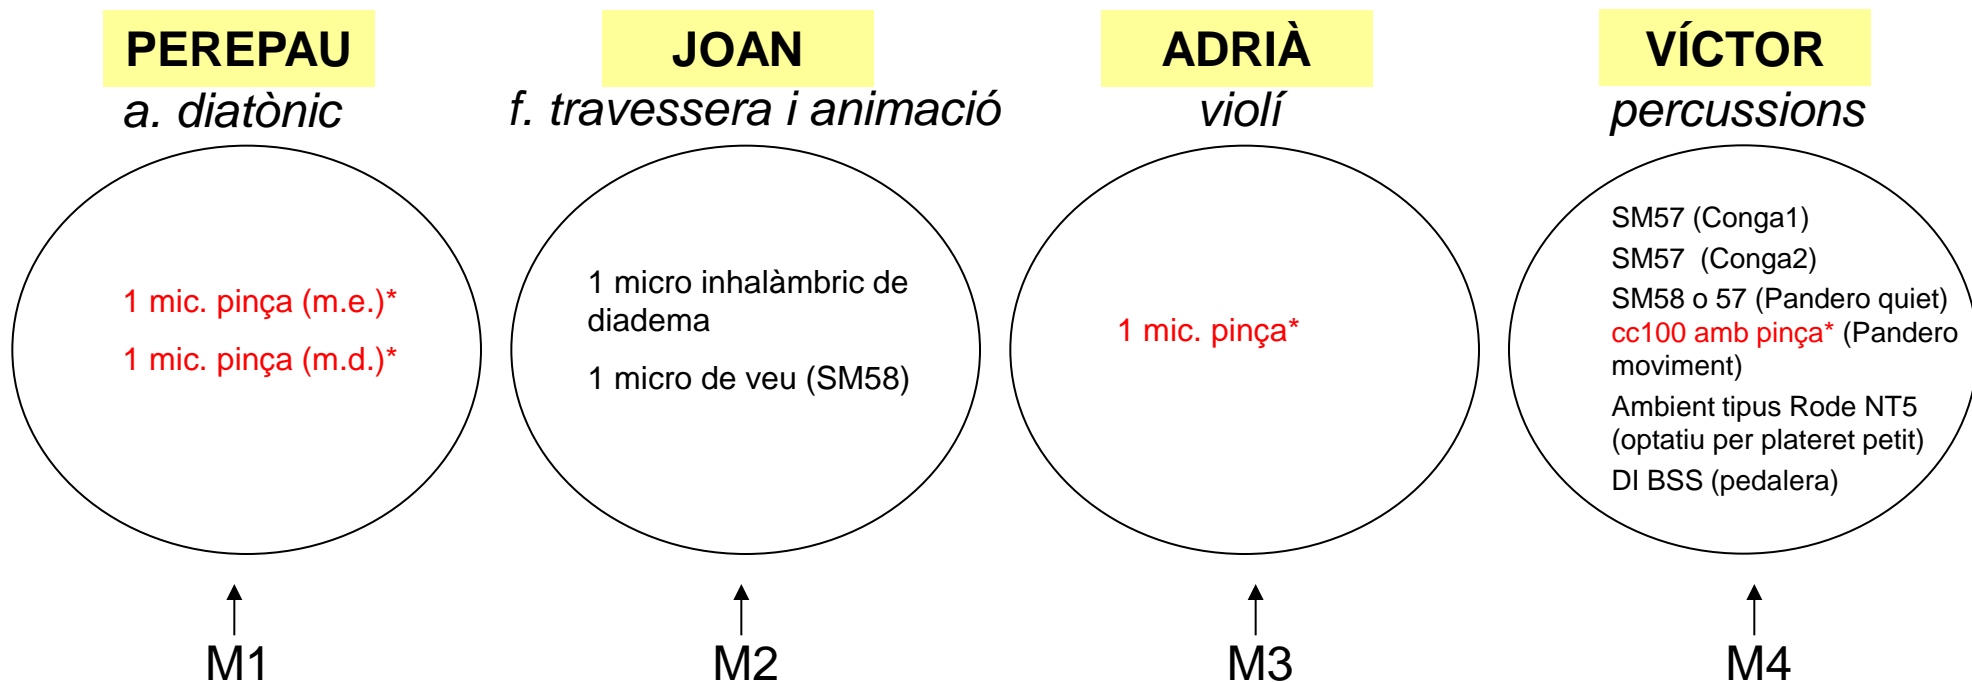 PEREPAU
a. diatònic
1 mic. pinça (m.e.)*
1 mic. pinça (m.d.)*
M1
JOAN
f. travessera i animació
1 micro inhalàmbric de
diadema
1 micro de veu (SM58)
M2
ADRIÀ
violí
1 mic. pinça*
M3
VÍCTOR
percussions
SM57 (Conga1)
SM57  (Conga2)
SM58 o 57 (Pandero quiet)
cc100 amb pinça* (Pandero
moviment)
Ambient tipus Rode NT5
(optatiu per plateret petit)
DI BSS (pedalera)
M4